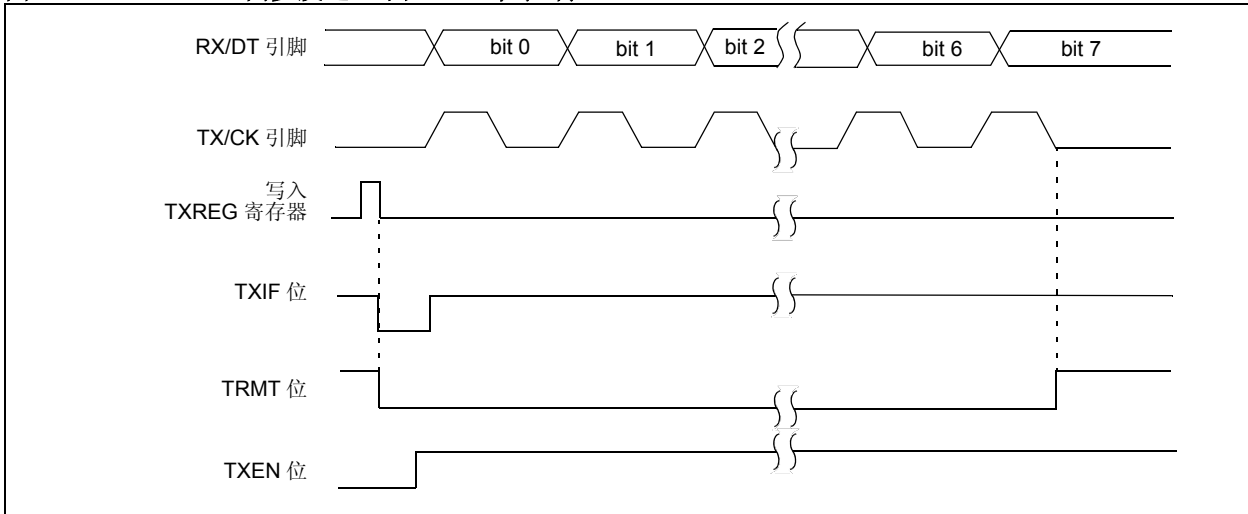 RX/DT 引脚
bit 0
bit 1
bit 2
bit 6
bit 7
TX/CK 引脚
写入
TXREG 寄存器
TXIF 位
TRMT 位
TXEN 位